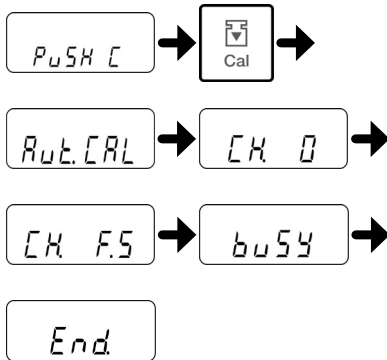 PuSH C
Cal
Aut.CAL
CH. 0
CH. F.S
buSY
End.